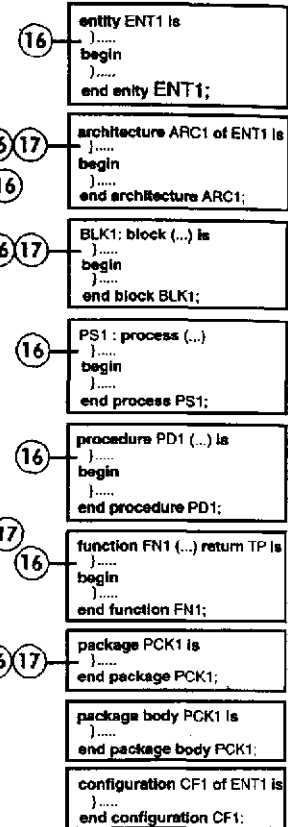 entity ENT1 is
16
}.....
begin
}.....
end enity ENT1;
architecture ARC1 of ENT1 is
17
}.....
begin
}.....
end architecture ARC1;
BLK1: block (...) is
17
}.....
begin
}.....
end block BLK1;
PS1 : process (...)
16
}.....
begin
}.....
end process PS1;
procedure PD1 (...) is
16
}.....
begin
}.....
end procedure PD1;
function FN1 (...) return TP is
16
}.....
begin
}.....
end function FN1;
package PCK1 is
17
}.....
end package PCK1;
package body PCK1 is
}.....
end package body PCK1;
configuration CF1 of ENT1 is
}.....
end configuration CF1;